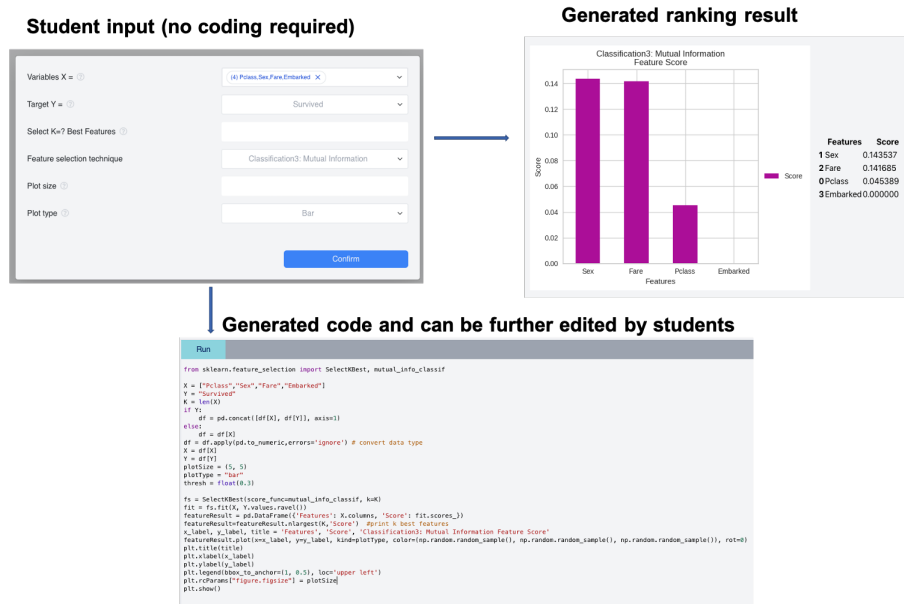 Student input (no coding required)
Generated ranking result
Variables X =
(4) Pclass,Sex,Fare,Embarked ×
Target Y =
Survived
Select K=? Best Features
Feature selection technique
Classification3: Mutual Information
Plot size
Plot type
Bar
Confirm
Classification3: Mutual Information
Feature Score
0.14
0.12
0.10
0.08
0.06
0.04
0.02
0.00
Score
Sex
Fare
Pclass
Embarked
Features
Score
Features Score
1 Sex 0.143537
2 Fare 0.141685
0 Pclass 0.045389
3 Embarked 0.000000
Generated code and can be further edited by students
Run
from sklearn.feature_selection import SelectKBest, mutual_info_classif
X = ["Pclass","Sex","Fare","Embarked"]
Y = "Survived"
K = len(X)
if Y:
    df = pd.concat([df[X], df[Y]], axis=1)
else:
    df = df[X]
df = df.apply(pd.to_numeric,errors='ignore') # convert data type
X = df[X]
Y = df[Y]
plotSize = (5, 5)
plotType = "bar"
thresh = float(0.3)
fs = SelectKBest(score_func=mutual_info_classif, k=K)
fit = fs.fit(X, Y.values.ravel())
featureResult = pd.DataFrame({'Features': X.columns, 'Score': fit.scores_})
featureResult=featureResult.nlargest(K,'Score') #print k best features
x_label, y_label, title = 'Features', 'Score', 'Classification3: Mutual Information Feature Score'
featureResult.plot(x=x_label, y=y_label, kind=plotType, color=(np.random.random_sample(), np.random.random_sample(), np.random.random_sample()), rot=0)
plt.title(title)
plt.xlabel(x_label)
plt.ylabel(y_label)
plt.legend(bbox_to_anchor=(1, 0.5), loc='upper left')
plt.rcParams["figure.figsize"] = plotSize
plt.show()